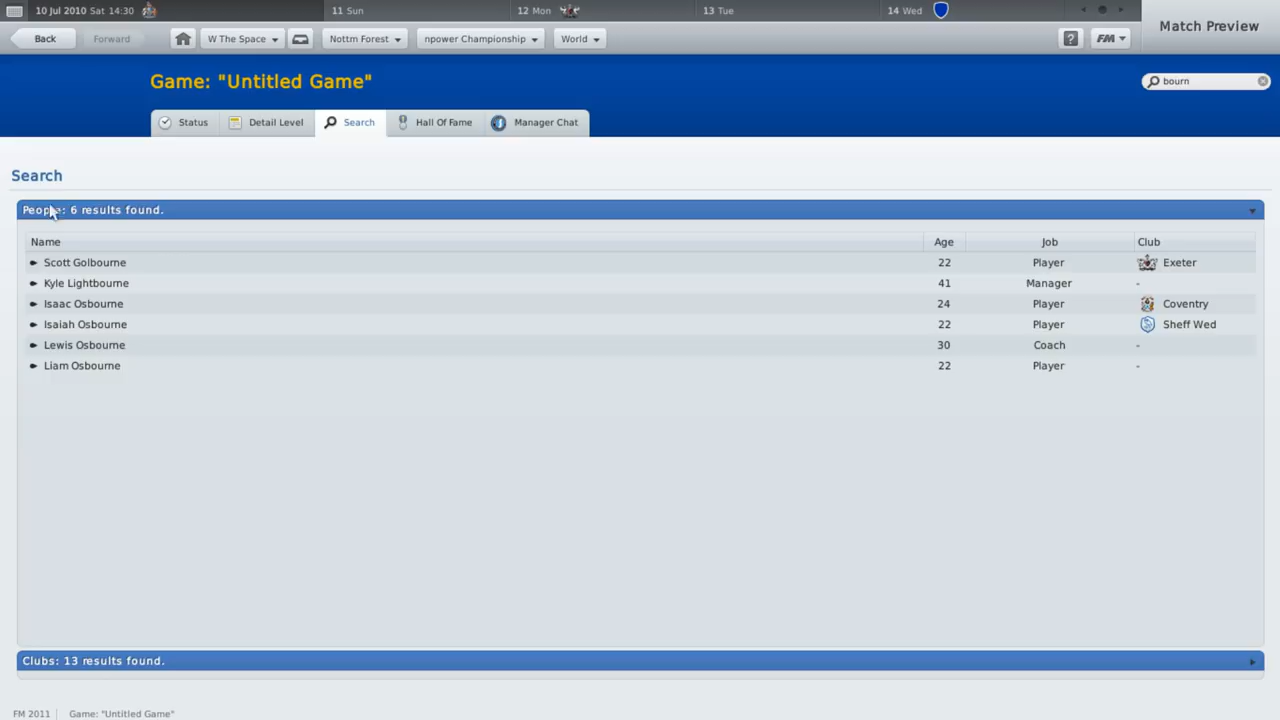 10 Jul 2010 Sat 14:30 11 Sun 12 Mon 13 Tue 14 Wed
Match Preview
Back Forward W The Space Nottm Forest npower Championship World ? FM
Game: "Untitled Game"
bourn
Status Detail Level Search Hall Of Fame Manager Chat
Search
People: 6 results found.
Name Age Job Club
Scott Golbourne 22 Player Exeter
Kyle Lightbourne 41 Manager -
Isaac Osbourne 24 Player Coventry
Isaiah Osbourne 22 Player Sheff Wed
Lewis Osbourne 30 Coach -
Liam Osbourne 22 Player -
Clubs: 13 results found.
FM 2011 Game: "Untitled Game"